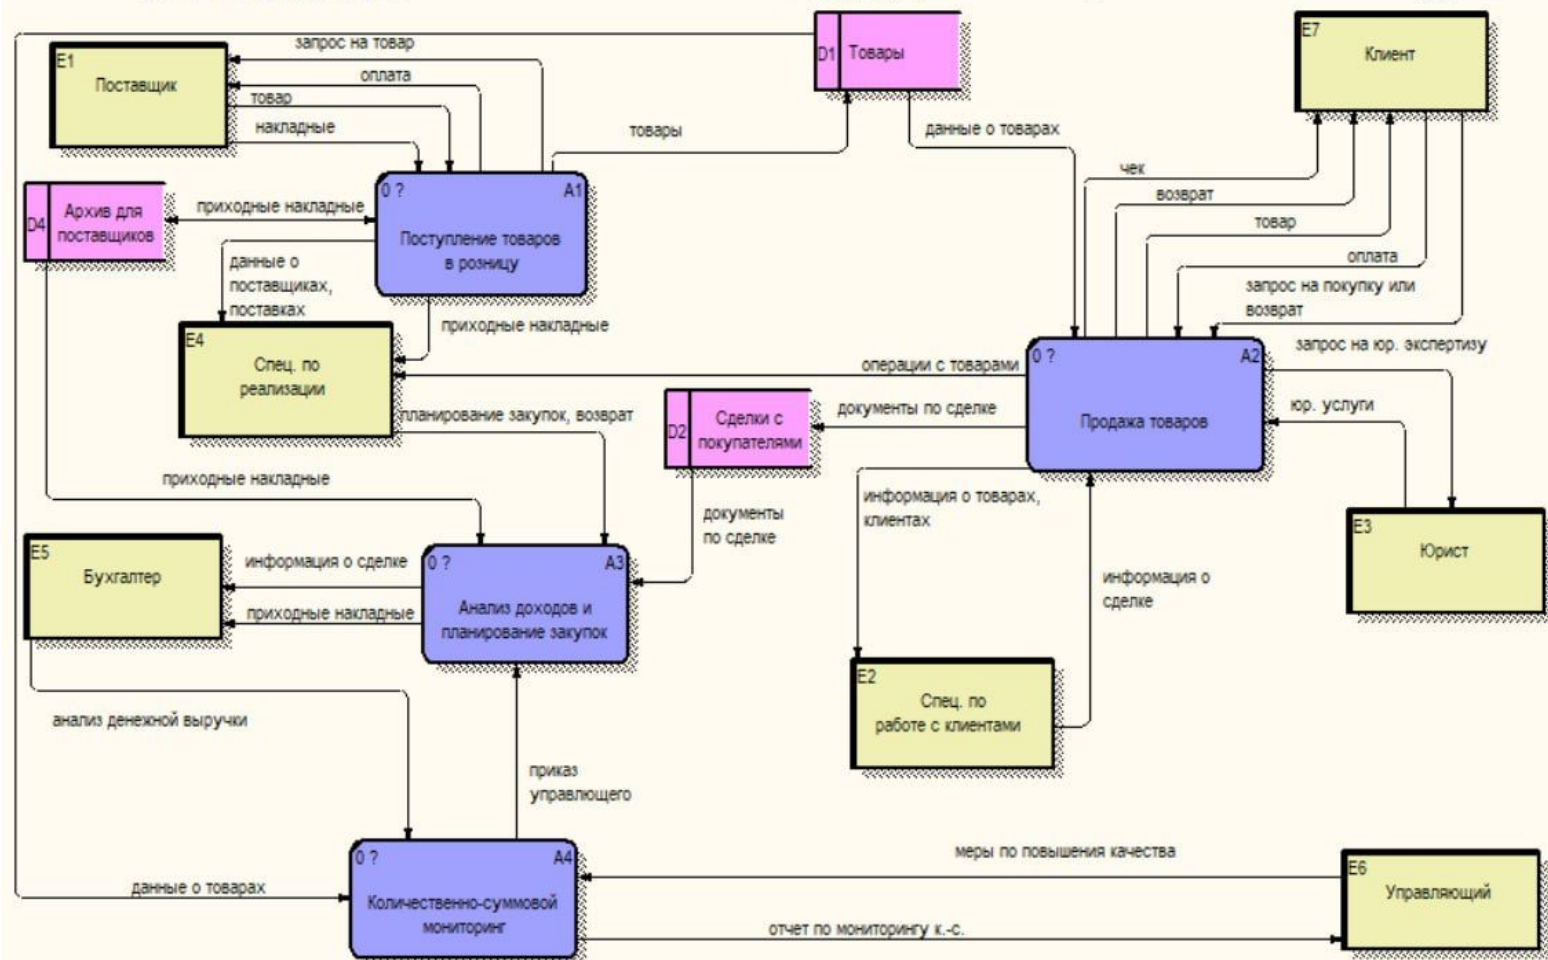 E1
Поставщик
запрос на товар
оплата
товар
накладные
D1
Товары
E7
Клиент
товары
данные о товарах
чек
возврат
товар
оплата
запрос на покупку или
возврат
D4
Архив для
поставщиков
приходные накладные
0 ?
A1
Поступление товаров
в розницу
данные о
поставщиках,
поставках
приходные накладные
E4
Спец. по
реализации
операции с товарами
0 ?
A2
Продажа товаров
запрос на юр. экспертизу
юр. услуги
планирование закупок, возврат
D2
Сделки с
покупателями
документы по сделке
приходные накладные
документы
по сделке
информация о товарах,
клиентах
E3
Юрист
E5
Бухгалтер
информация о сделке
приходные накладные
0 ?
A3
Анализ доходов и
планирование закупок
информация о
сделке
E2
Спец. по
работе с клиентами
анализ денежной выручки
приказ
управлющего
0 ?
A4
Количественно-суммовой
мониторинг
данные о товарах
меры по повышения качества
отчет по мониторингу к.-с.
E6
Управляющий